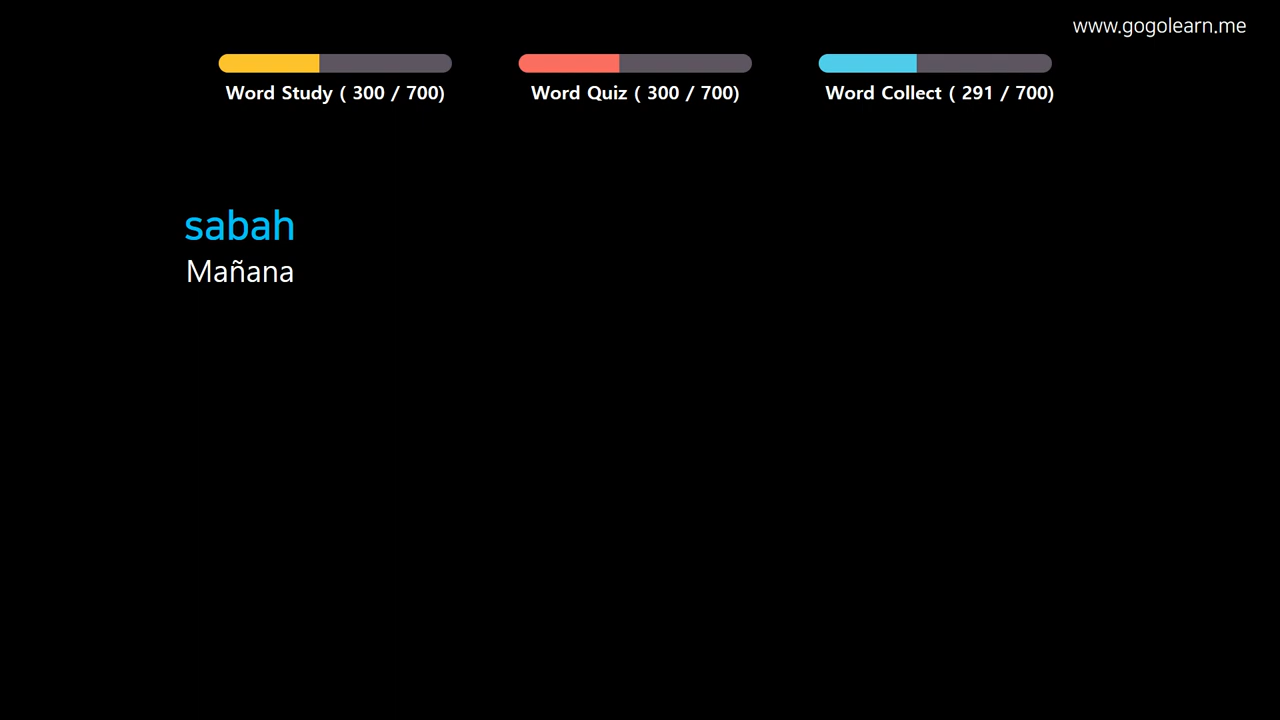 www.gogolearn.me
Word Study ( 300 / 700)
Word Quiz ( 300 / 700)
Word Collect ( 291 / 700)
sabah
Mañana